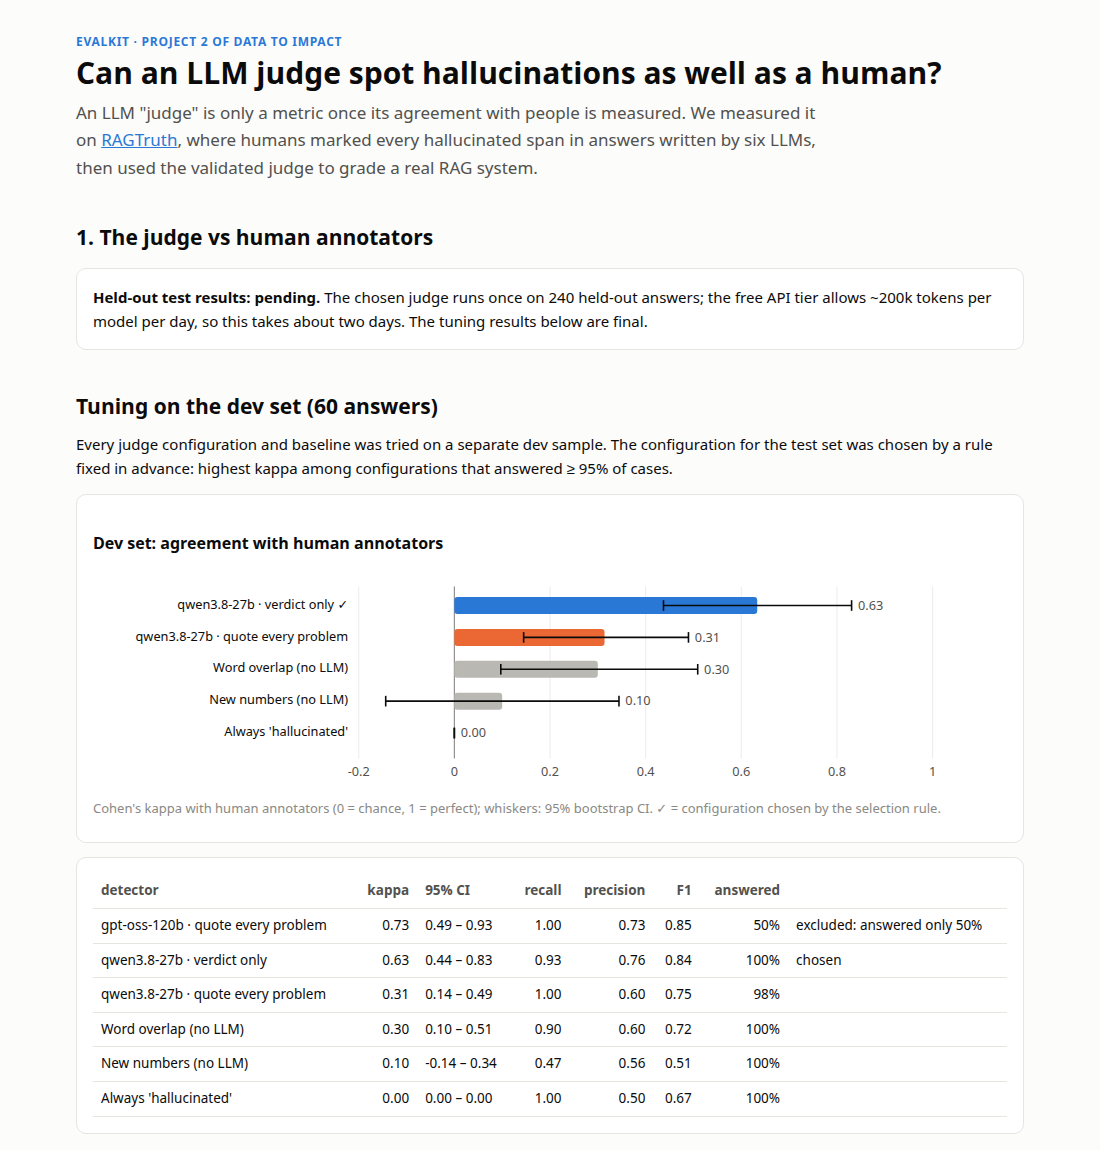 EVALKIT · PROJECT 2 OF DATA TO IMPACT
Can an LLM judge spot hallucinations as well as a human?
An LLM "judge" is only a metric once its agreement with people is measured. We measured it
on RAGTruth, where humans marked every hallucinated span in answers written by six LLMs,
then used the validated judge to grade a real RAG system.
1. The judge vs human annotators
Held-out test results: pending. The chosen judge runs once on 240 held-out answers; the free API tier allows ~200k tokens per
model per day, so this takes about two days. The tuning results below are final.
Tuning on the dev set (60 answers)
Every judge configuration and baseline was tried on a separate dev sample. The configuration for the test set was chosen by a rule
fixed in advance: highest kappa among configurations that answered ≥ 95% of cases.
Dev set: agreement with human annotators
qwen3.8-27b · verdict only ✓ 0.63
qwen3.8-27b · quote every problem 0.31
Word overlap (no LLM) 0.30
New numbers (no LLM) 0.10
Always 'hallucinated' 0.00
-0.2 0 0.2 0.4 0.6 0.8 1
Cohen's kappa with human annotators (0 = chance, 1 = perfect); whiskers: 95% bootstrap CI. ✓ = configuration chosen by the selection rule.
detector kappa 95% CI recall precision F1 answered
gpt-oss-120b · quote every problem 0.73 0.49 – 0.93 1.00 0.73 0.85 50% excluded: answered only 50%
qwen3.8-27b · verdict only 0.63 0.44 – 0.83 0.93 0.76 0.84 100% chosen
qwen3.8-27b · quote every problem 0.31 0.14 – 0.49 1.00 0.60 0.75 98%
Word overlap (no LLM) 0.30 0.10 – 0.51 0.90 0.60 0.72 100%
New numbers (no LLM) 0.10 -0.14 – 0.34 0.47 0.56 0.51 100%
Always 'hallucinated' 0.00 0.00 – 0.00 1.00 0.50 0.67 100%